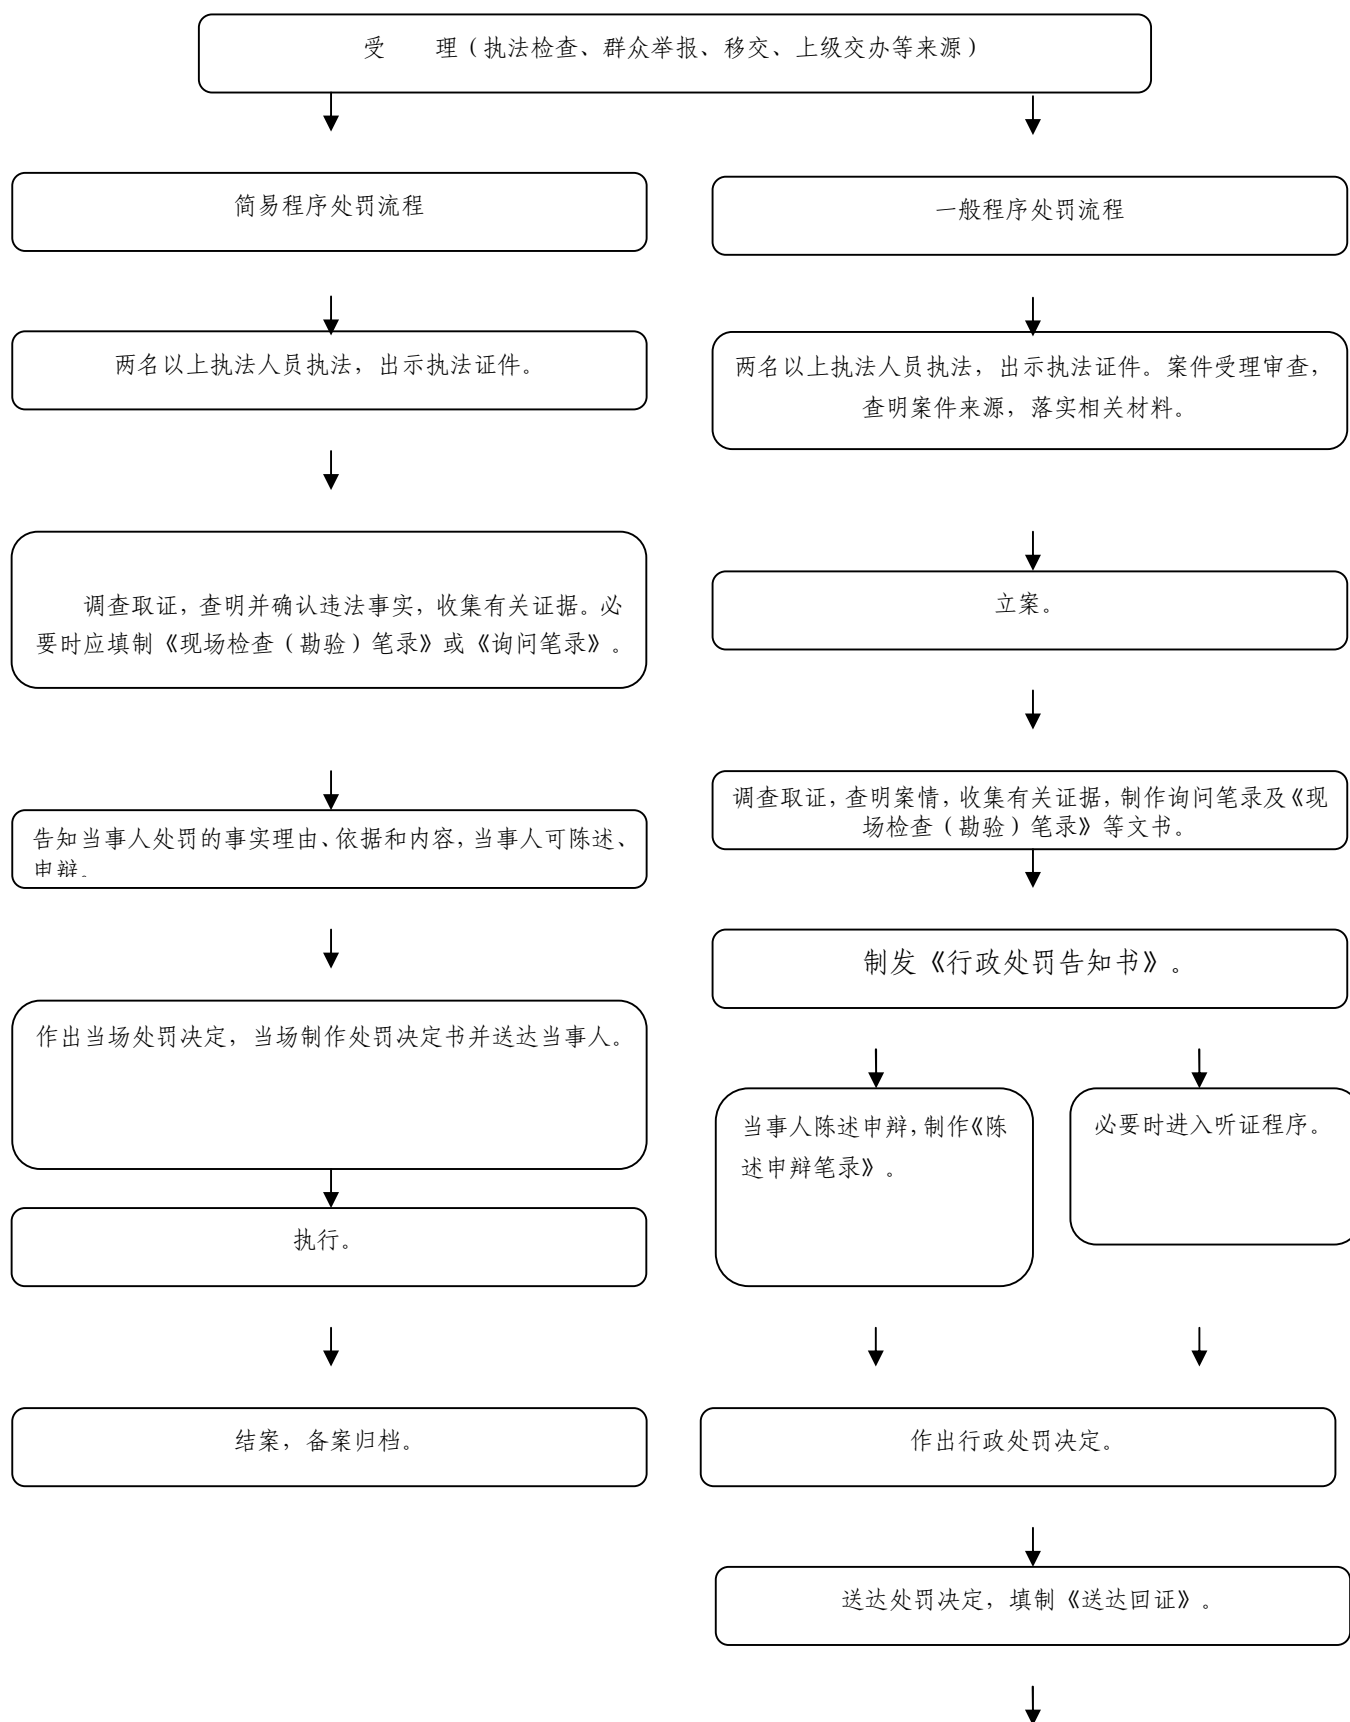 受　　理（执法检查、群众举报、移交、上级交办等来源）
简易程序处罚流程
一般程序处罚流程
两名以上执法人员执法，出示执法证件。
两名以上执法人员执法，出示执法证件。案件受理审查，
查明案件来源，落实相关材料。
调查取证，查明并确认违法事实，收集有关证据。必
要时应填制《现场检查（勘验）笔录》或《询问笔录》。
立案。
调查取证，查明案情，收集有关证据，制作询问笔录及《现
场检查（勘验）笔录》等文书。
告知当事人处罚的事实理由、依据和内容，当事人可陈述、
申辩。
制发《行政处罚告知书》。
作出当场处罚决定，当场制作处罚决定书并送达当事人。
当事人陈述申辩，制作《陈
述申辩笔录》。
必要时进入听证程序。
执行。
结案，备案归档。
作出行政处罚决定。
送达处罚决定，填制《送达回证》。